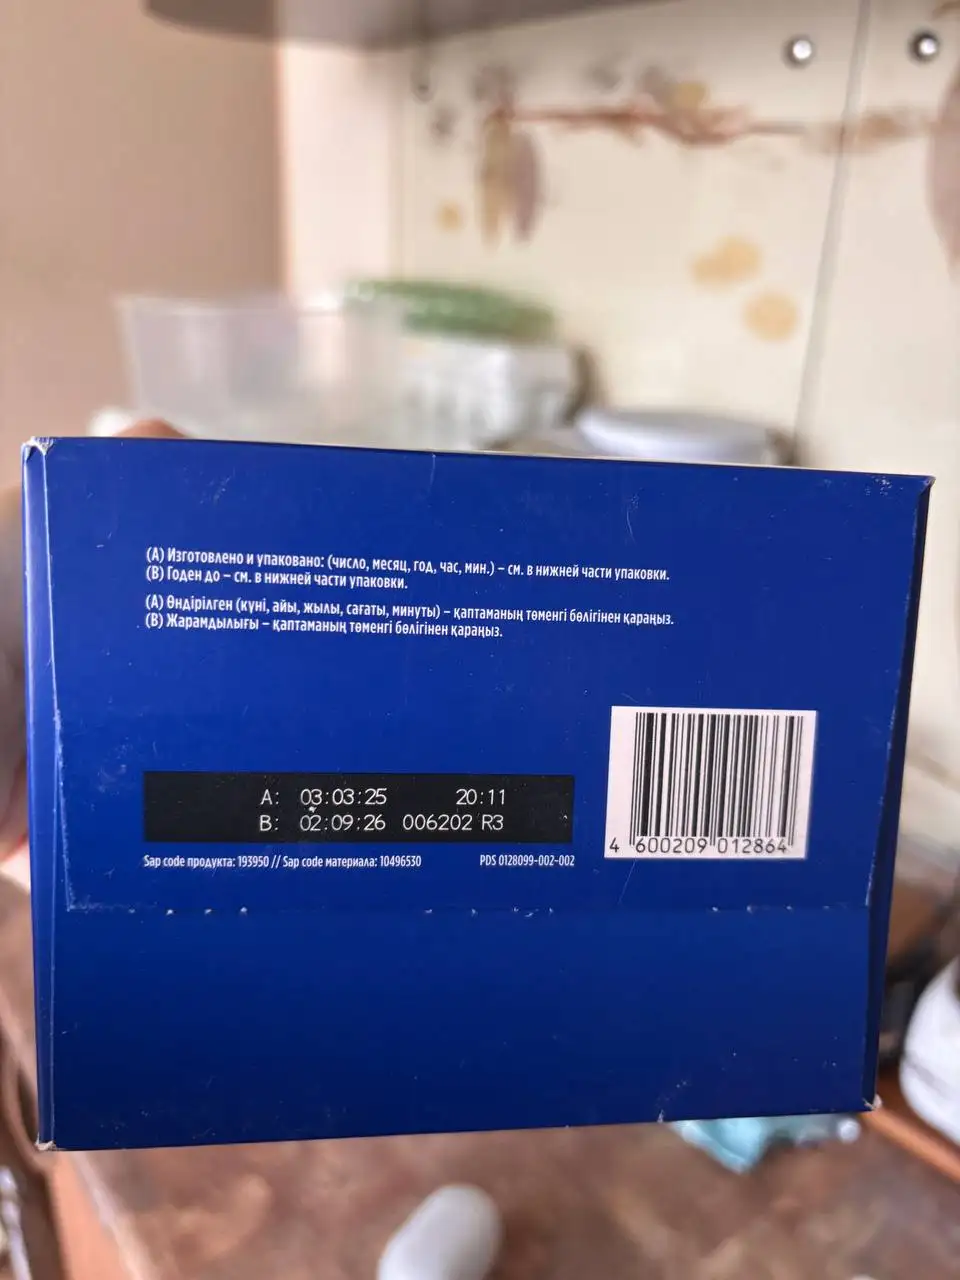 (A) Изготовлено и упаковано: (число, месяц, год, час, мин.) – см. в нижней части упаковки.
(B) Годен до – см. в нижней части упаковки.
(A) Өндірілген (күні, айы, жылы, сағаты, минуты) – қаптаманың төменгі бөлігінен қараңыз.
(B) Жарамдылығы – қаптаманың төменгі бөлігінен қараңыз.
A: 03:03:25 20:11
B: 02:09:26 006202 R3
Sap code продукта: 193950 // Sap code материала: 10496530 PDS 0128099-002-002
4 600209 012864